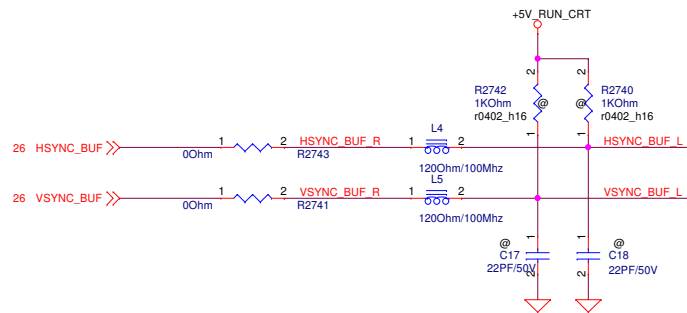 +5V_RUN_CRT
2
2
R2742
1KOhm
r0402_h16
@
R2740
1KOhm
r0402_h16
@
1
1
26 HSYNC_BUF
0Ohm
1
2
R2743
HSYNC_BUF_R
1
L4
2
120Ohm/100Mhz
HSYNC_BUF_L
26 VSYNC_BUF
0Ohm
1
2
R2741
VSYNC_BUF_R
1
L5
2
120Ohm/100Mhz
VSYNC_BUF_L
1
1
@
C17
22PF/50V
2
@
C18
22PF/50V
2